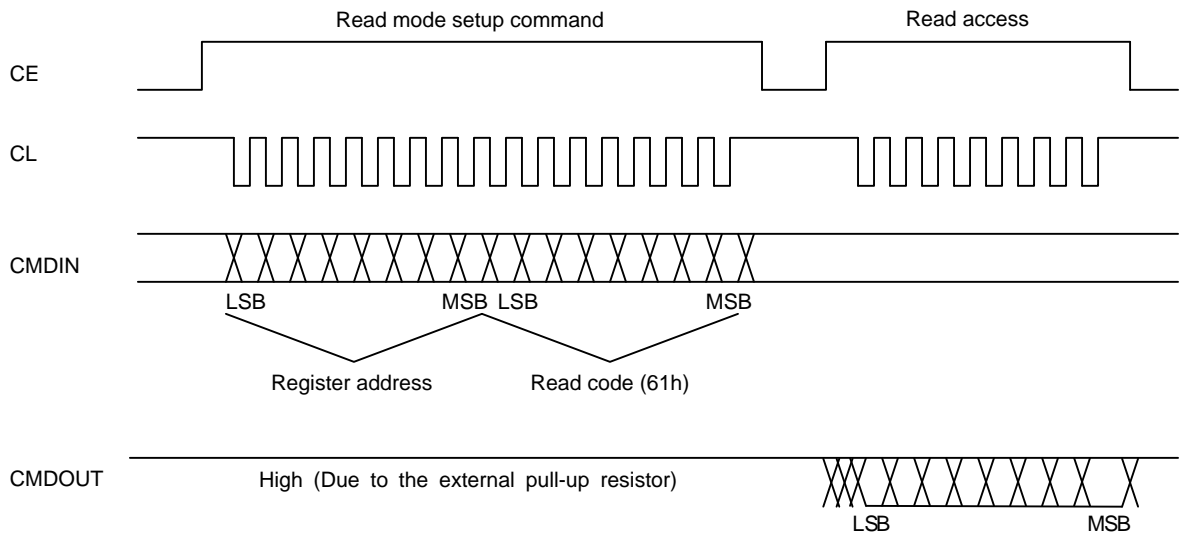 Read mode setup command
Read access
CE
CL
CMDIN
LSB MSB LSB MSB
Register address Read code (61h)
CMDOUT High (Due to the external pull-up resistor)
LSB MSB